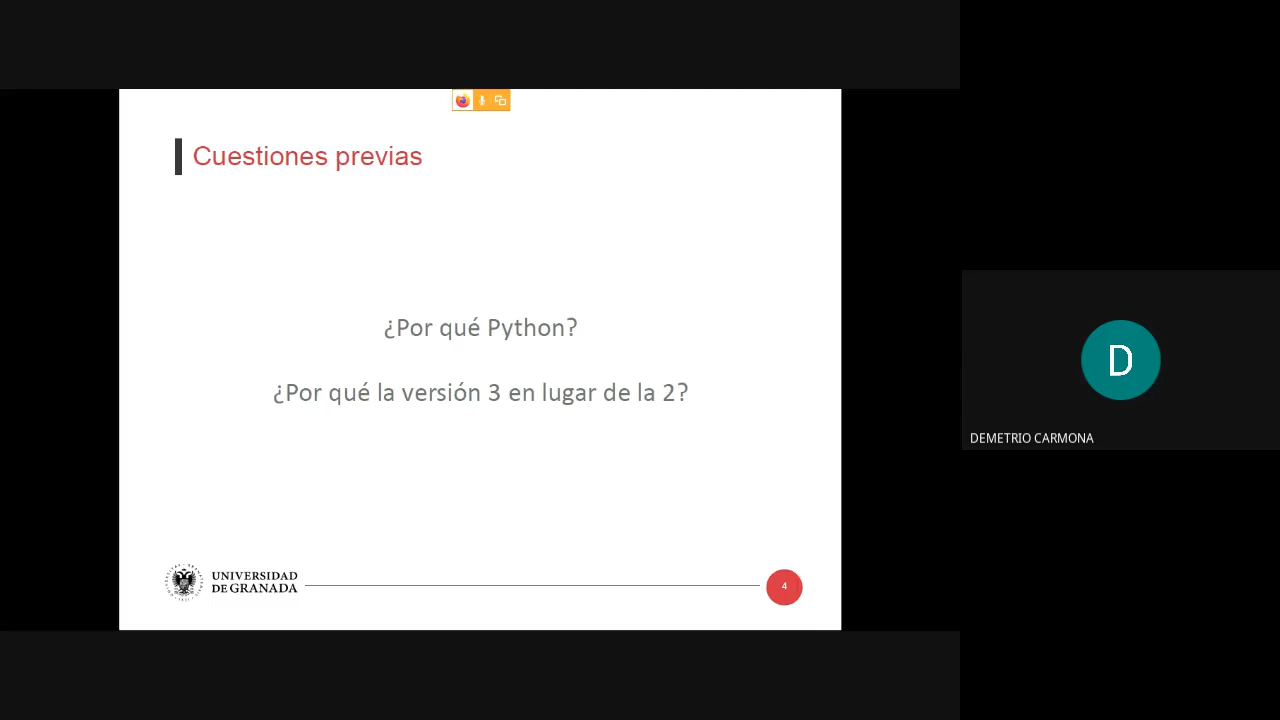 Cuestiones previas
¿Por qué Python?
¿Por qué la versión 3 en lugar de la 2?
UNIVERSIDAD
DE GRANADA
4
D
DEMETRIO CARMONA